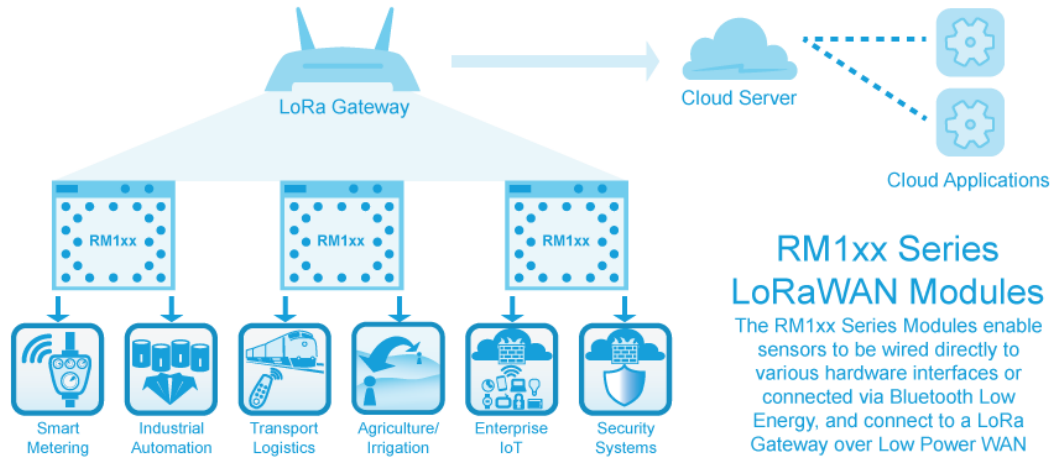 LoRa Gateway
Cloud Server
Cloud Applications
RM1xx
RM1xx
RM1xx
Smart
Metering
Industrial
Automation
Transport
Logistics
Agriculture/
Irrigation
Enterprise
IoT
Security
Systems
RM1xx Series
LoRaWAN Modules
The RM1xx Series Modules enable
sensors to be wired directly to
various hardware interfaces or
connected via Bluetooth Low
Energy, and connect to a LoRa
Gateway over Low Power WAN